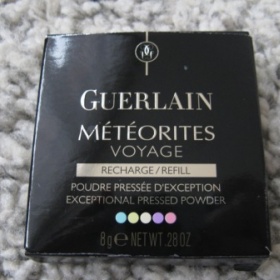 GUERLAIN
MÉTÉORITES
VOYAGE
RECHARGE/REFILL
POUDRE PRESSÉE D'EXCEPTION
EXCEPTIONAL PRESSED POWDER
8g ℮ NET WT. .28 OZ.